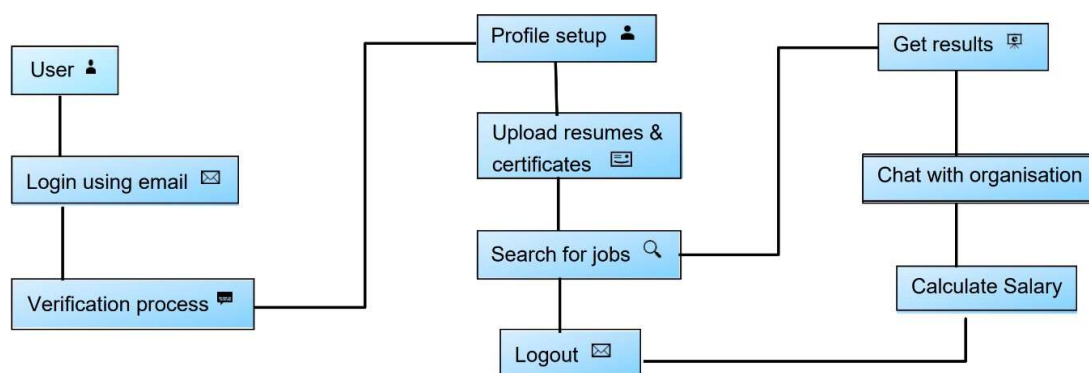 User
Login using email
Verification process
Profile setup
Upload resumes &
certificates
Search for jobs
Logout
Get results
Chat with organisation
Calculate Salary